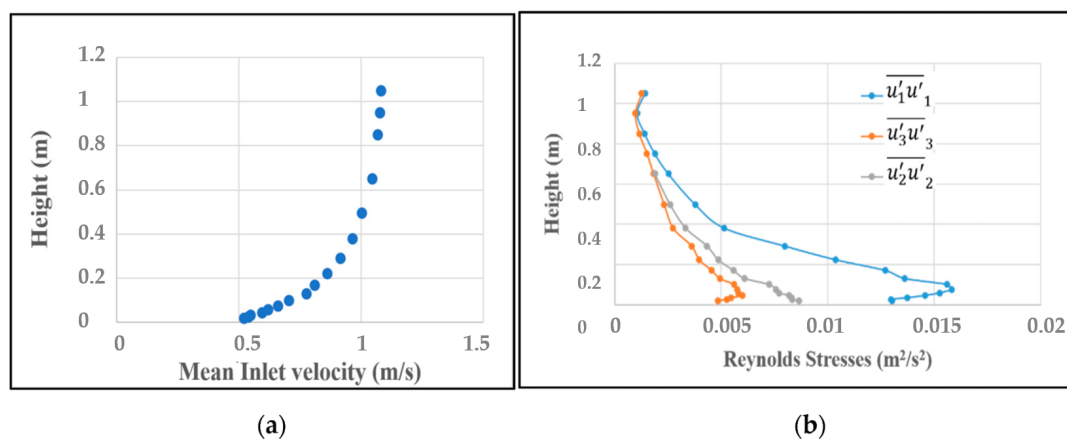 1.2
1
0.8
0.6
0.4
0.2
0
Height (m)
0 0.5 1 1.5
Mean Inlet velocity (m/s)
(a)
1.2
1
0.8
0.6
0.4
0.2
0
Height (m)
u′₁u′₁
u′₃u′₃
u′₂u′₂
0 0.005 0.01 0.015 0.02
Reynolds Stresses (m²/s²)
(b)